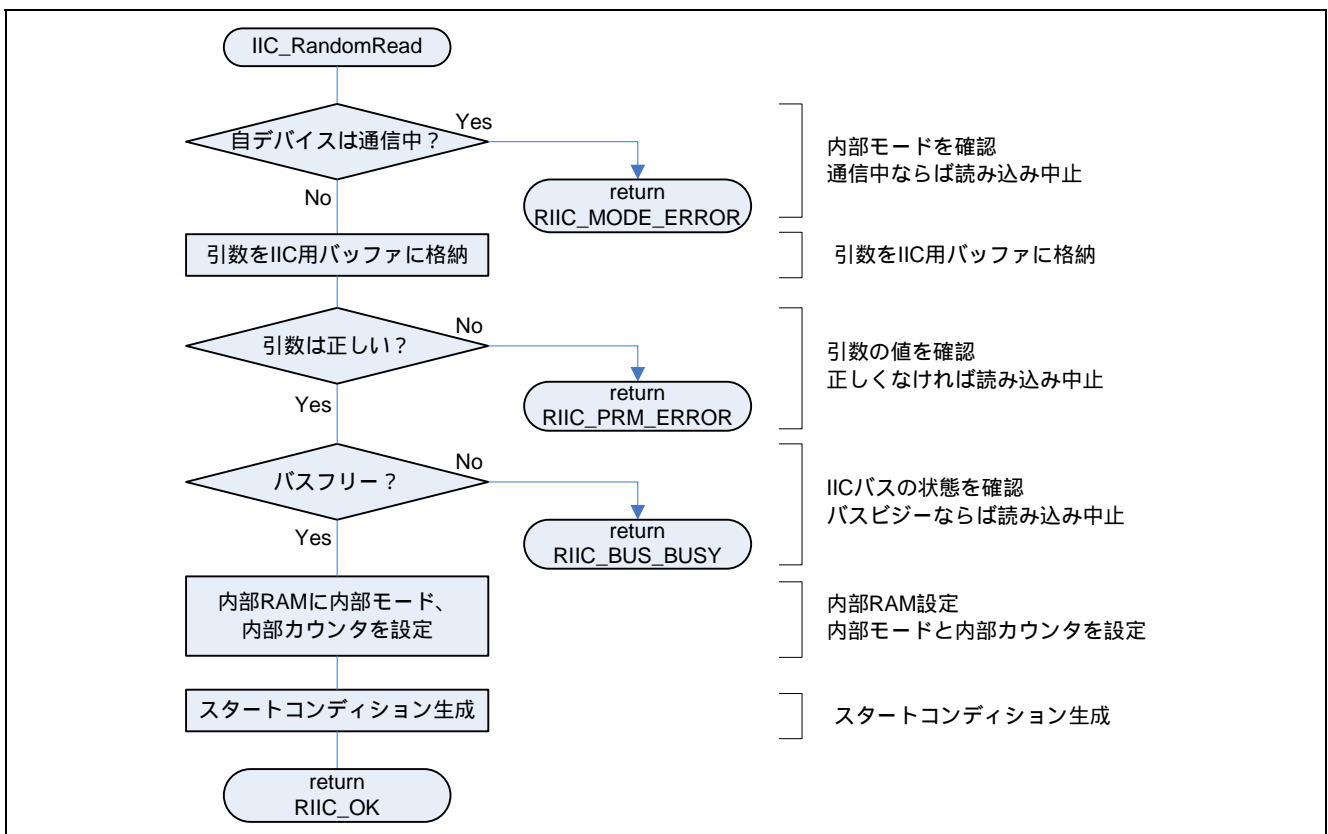 IIC_RandomRead
自デバイスは通信中？
Yes
No
return
RIIC_MODE_ERROR
内部モードを確認
通信中ならば読み込み中止
引数をIIC用バッファに格納
引数をIIC用バッファに格納
引数は正しい？
No
Yes
return
RIIC_PRM_ERROR
引数の値を確認
正しくなければ読み込み中止
バスフリー？
No
Yes
return
RIIC_BUS_BUSY
IICバスの状態を確認
バスビジーならば読み込み中止
内部RAMに内部モード、
内部カウンタを設定
内部RAM設定
内部モードと内部カウンタを設定
スタートコンディション生成
スタートコンディション生成
return
RIIC_OK